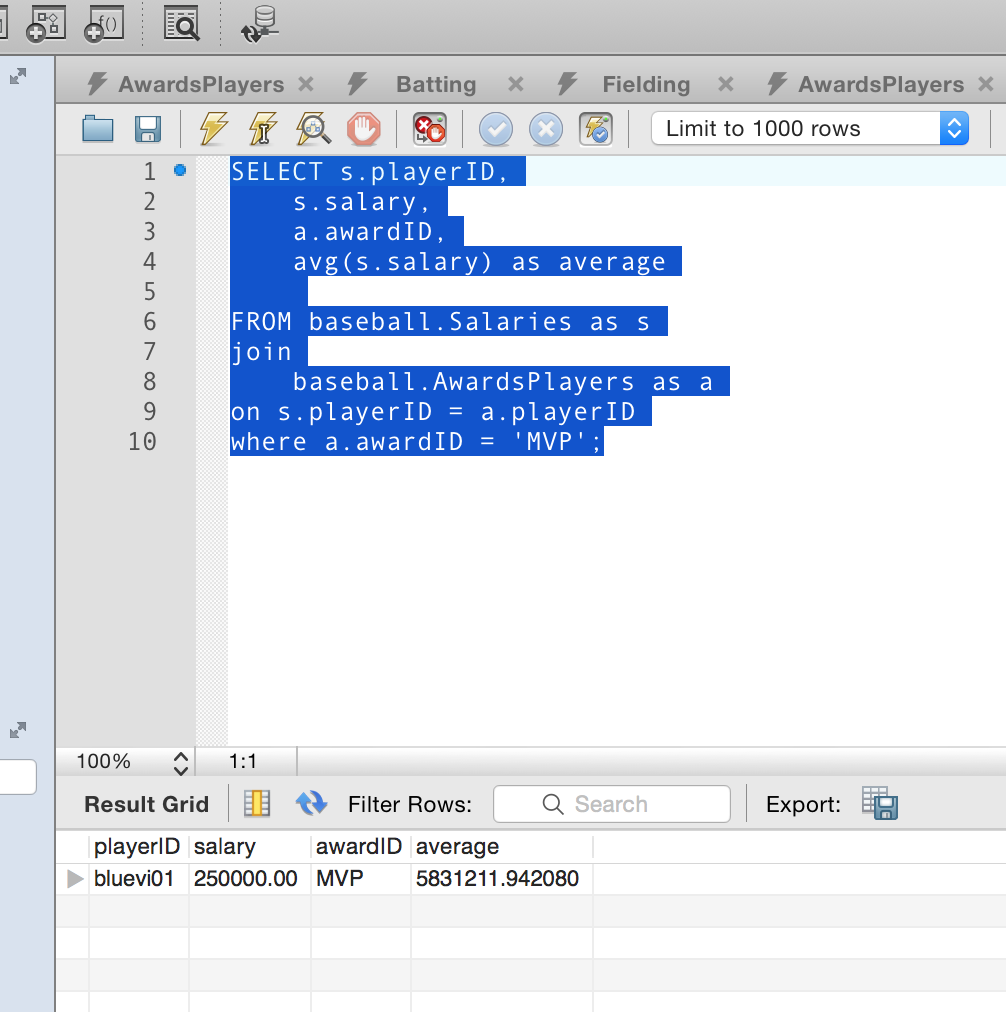 f()
AwardsPlayers Batting Fielding AwardsPlayers
Limit to 1000 rows
1 SELECT s.playerID,
2 s.salary,
3 a.awardID,
4 avg(s.salary) as average
5
6 FROM baseball.Salaries as s
7 join
8 baseball.AwardsPlayers as a
9 on s.playerID = a.playerID
10 where a.awardID = 'MVP';
100% 1:1
Result Grid Filter Rows: Search Export:
playerID salary awardID average
bluevi01 250000.00 MVP 5831211.942080